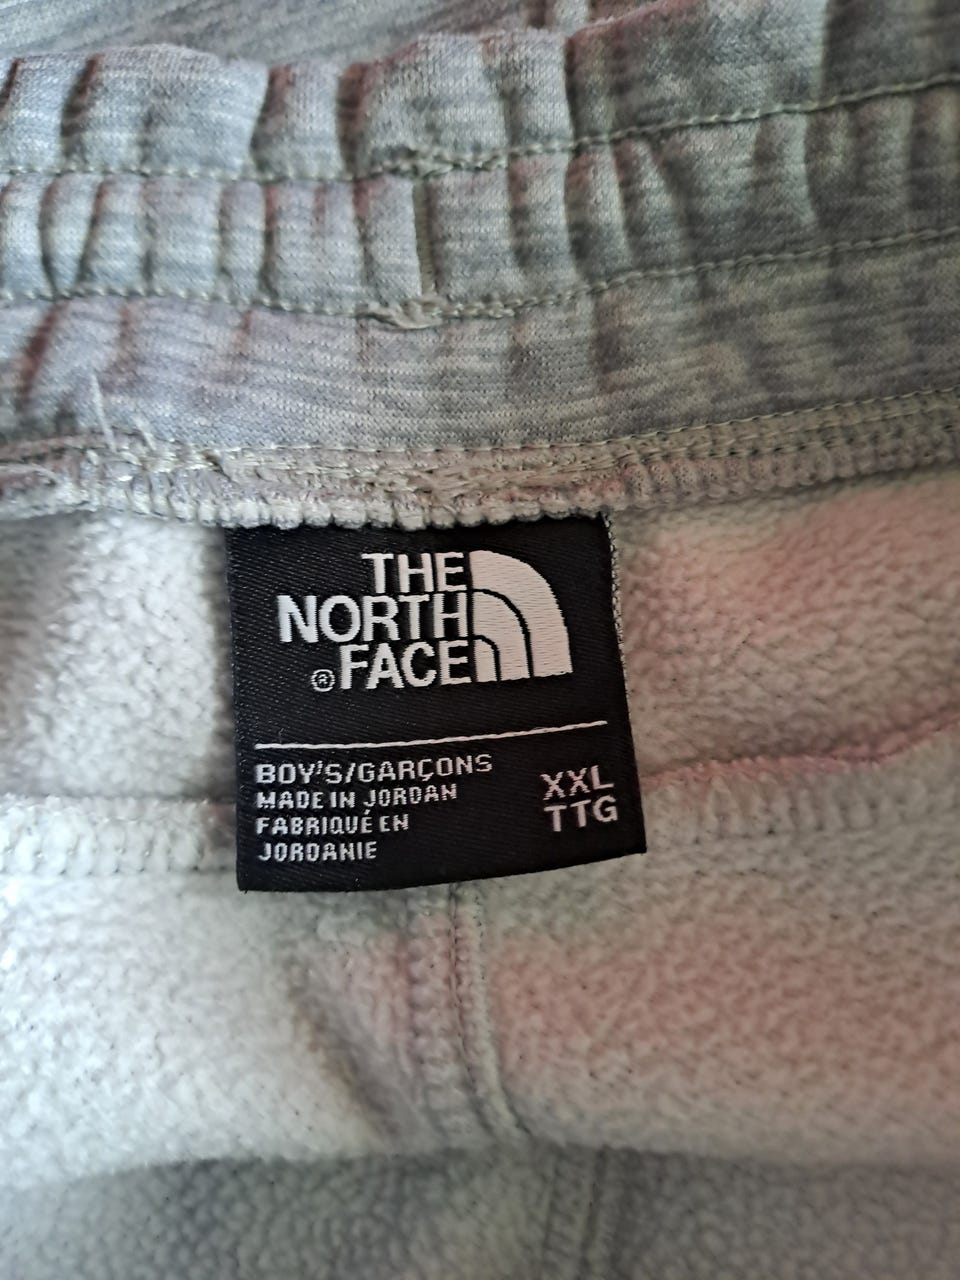 THE
NORTH
® FACE
BOY'S/GARÇONS
MADE IN JORDAN
FABRIQUÉ EN
JORDANIE
XXL
TTG